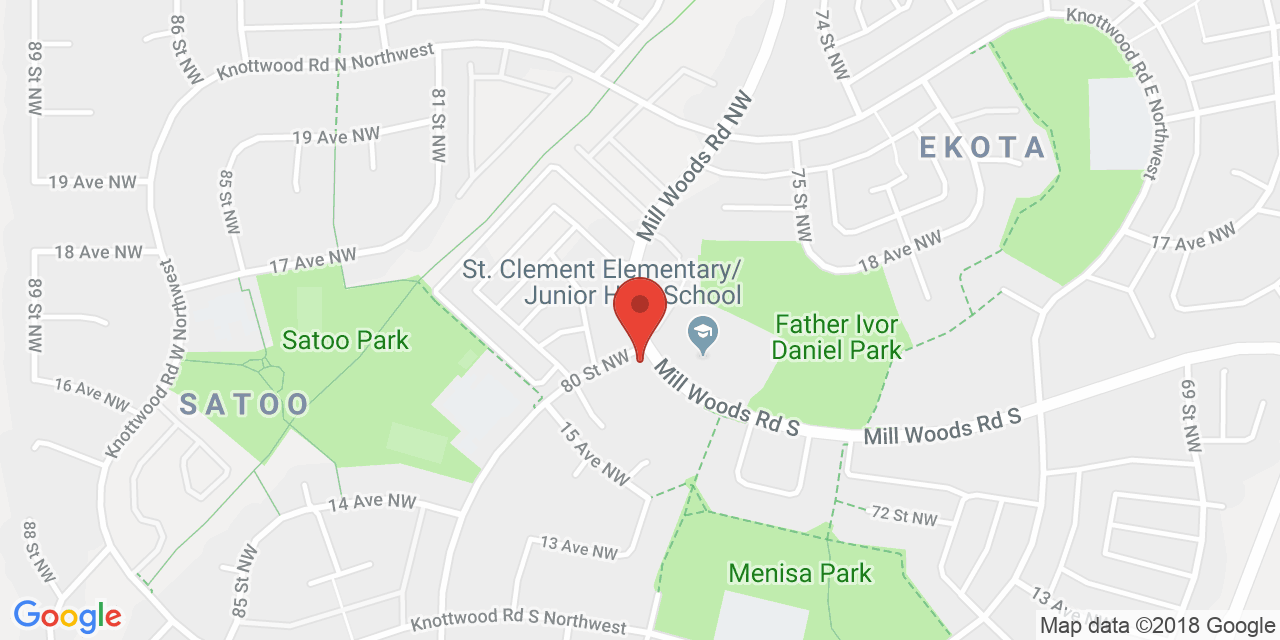 Knottwood Rd N Northwest
86 St NW
89 St NW
81 St NW
74 St NW
Knottwood Rd E Northwest
Mill Woods Rd NW
19 Ave NW
EKOTA
19 Ave NW
85 St NW
75 St NW
18 Ave NW
17 Ave NW
18 Ave NW
17 Ave NW
St. Clement Elementary/
School
89 St NW
Knottwood Rd W North
Satoo Park
Father Ivor
Daniel Park
80 St NW
16 Ave NW
SATOO
Mill Woods Rd S
Mill Woods Rd S
69 St NW
15 Ave NW
14 Ave NW
72 St NW
88 St NW
13 Ave NW
85 St NW
Menisa Park
13 Ave NW
Knottwood Rd S Northwest
Google
Map data ©2018 Google